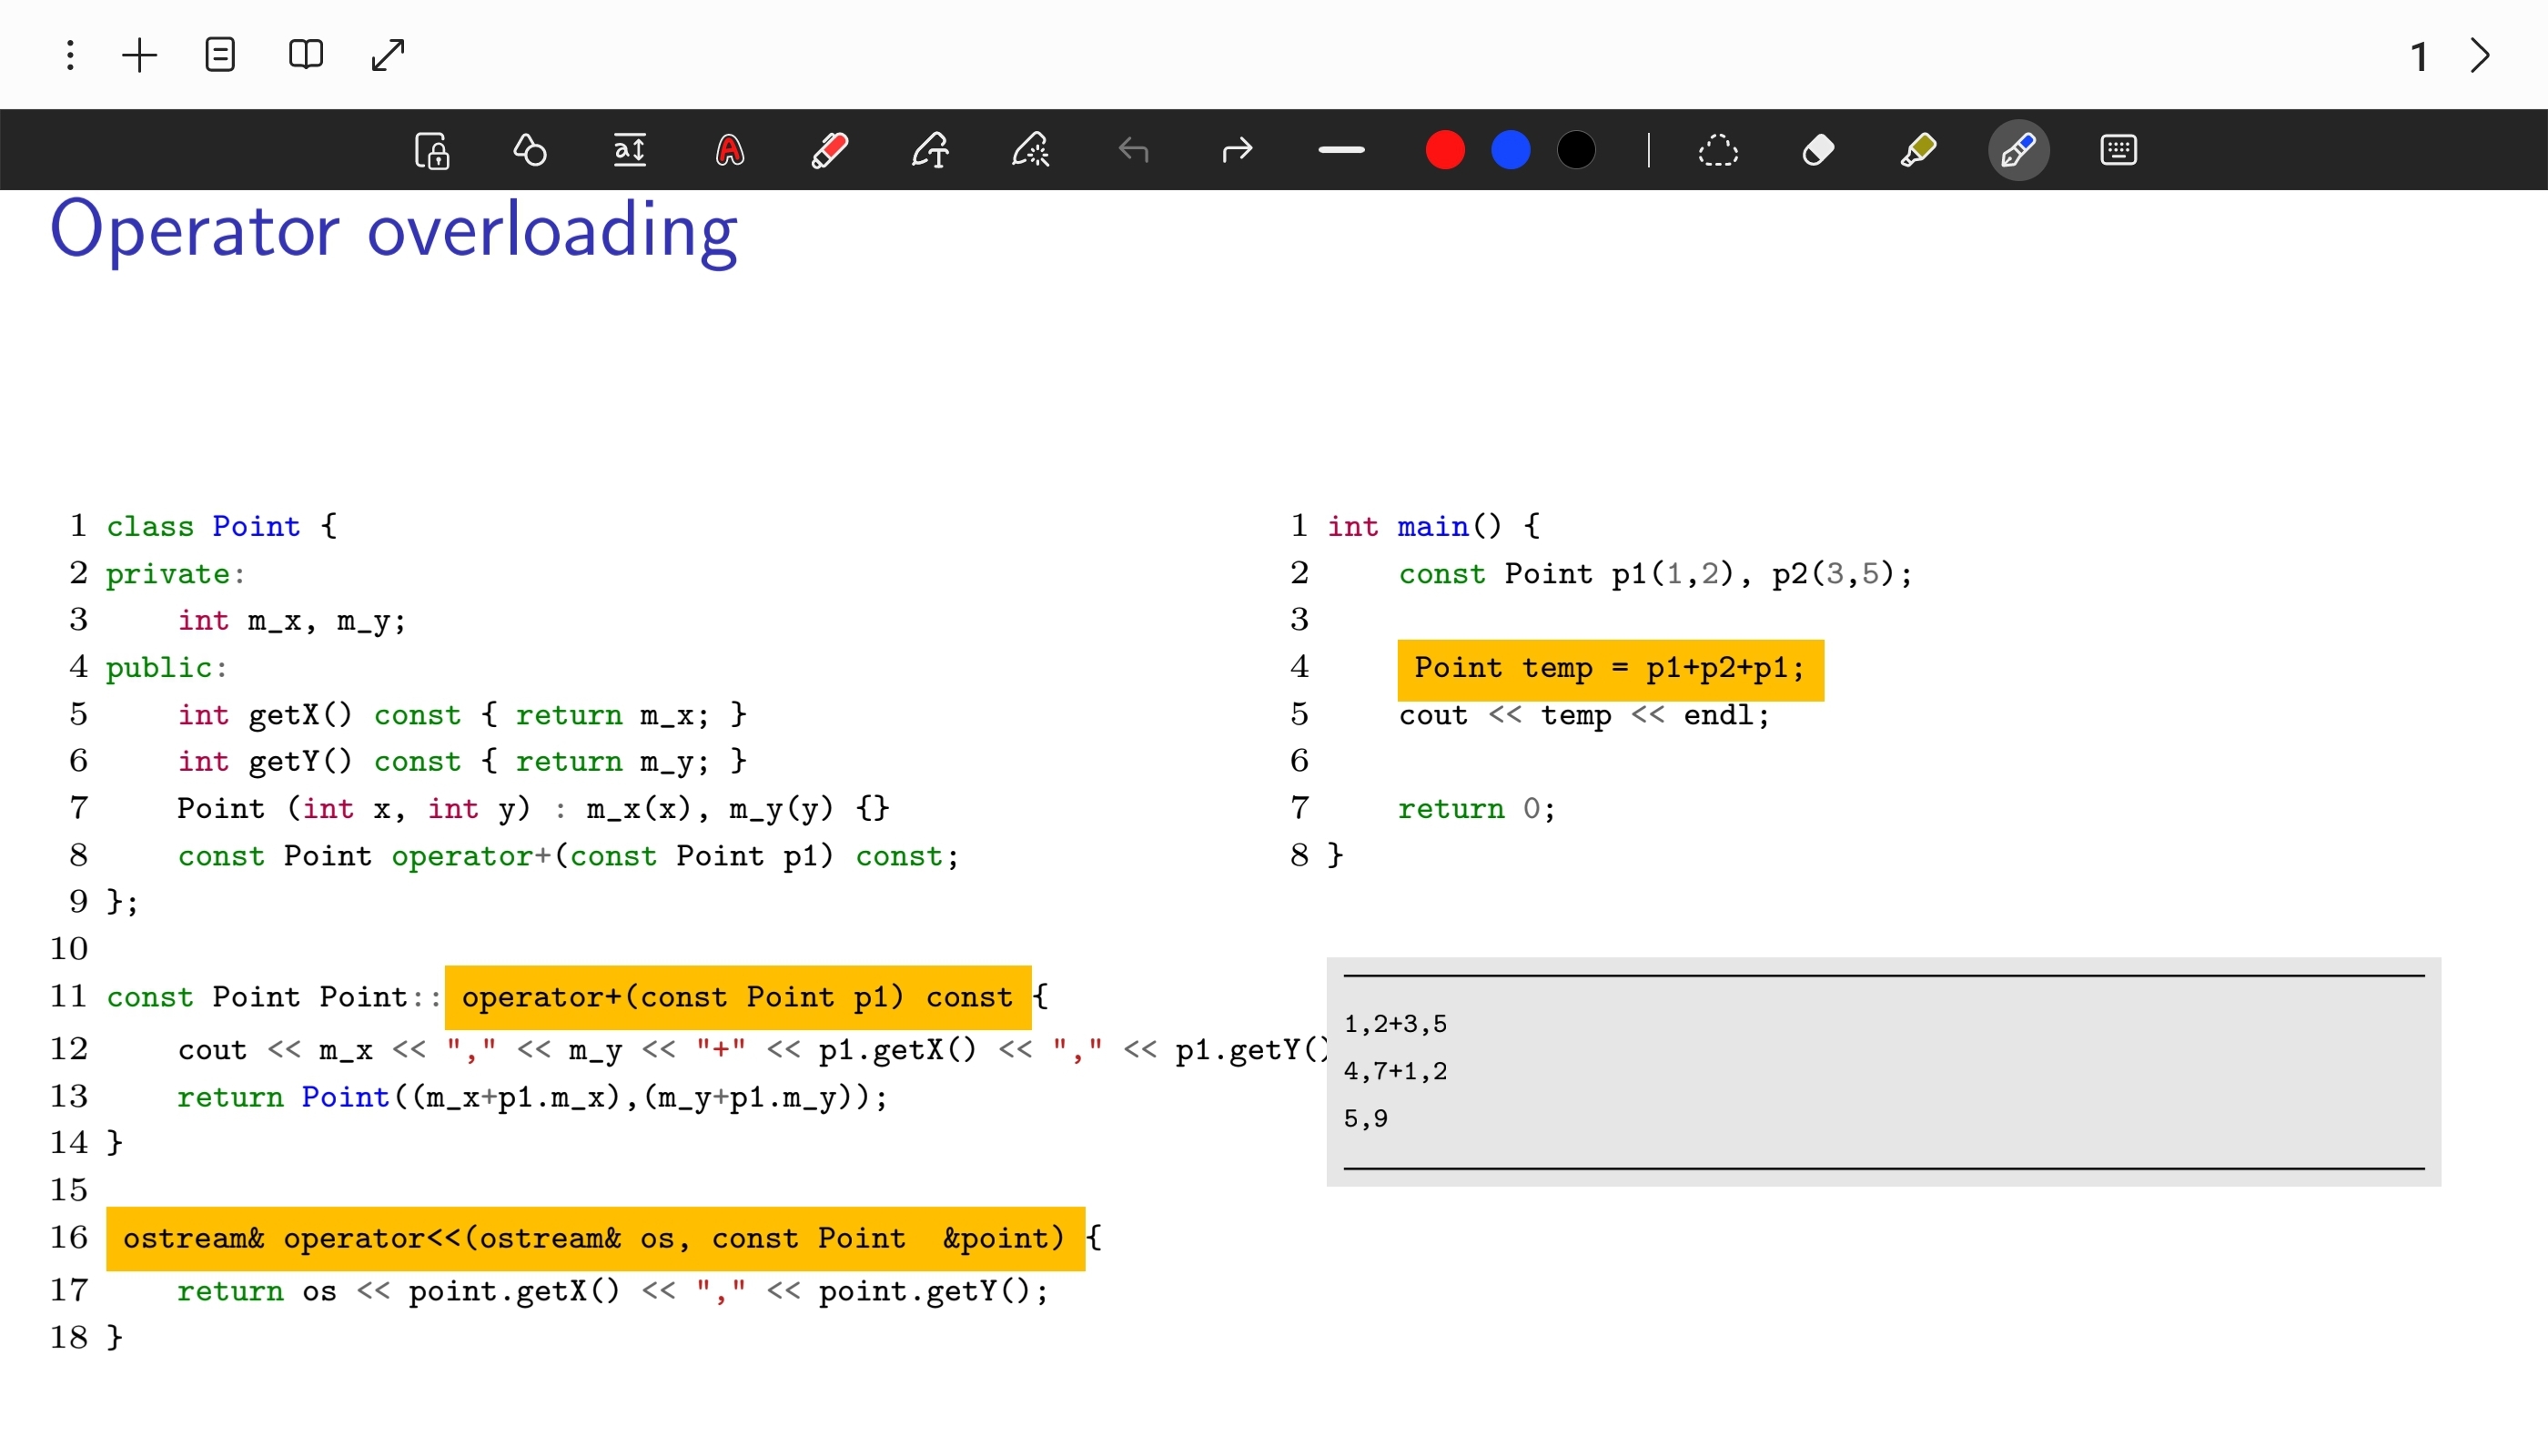 1
Operator overloading
1 class Point {
2 private:
3     int m_x, m_y;
4 public:
5     int getX() const { return m_x; }
6     int getY() const { return m_y; }
7     Point (int x, int y) : m_x(x), m_y(y) {}
8     const Point operator+(const Point p1) const;
9 };
10
11 const Point Point:: operator+(const Point p1) const {
12     cout << m_x << "," << m_y << "+" << p1.getX() << "," << p1.getY()
13     return Point((m_x+p1.m_x),(m_y+p1.m_y));
14 }
15
16 ostream& operator<<(ostream& os, const Point  &point) {
17     return os << point.getX() << "," << point.getY();
18 }
1 int main() {
2     const Point p1(1,2), p2(3,5);
3
4     Point temp = p1+p2+p1;
5     cout << temp << endl;
6
7     return 0;
8 }
1,2+3,5
4,7+1,2
5,9